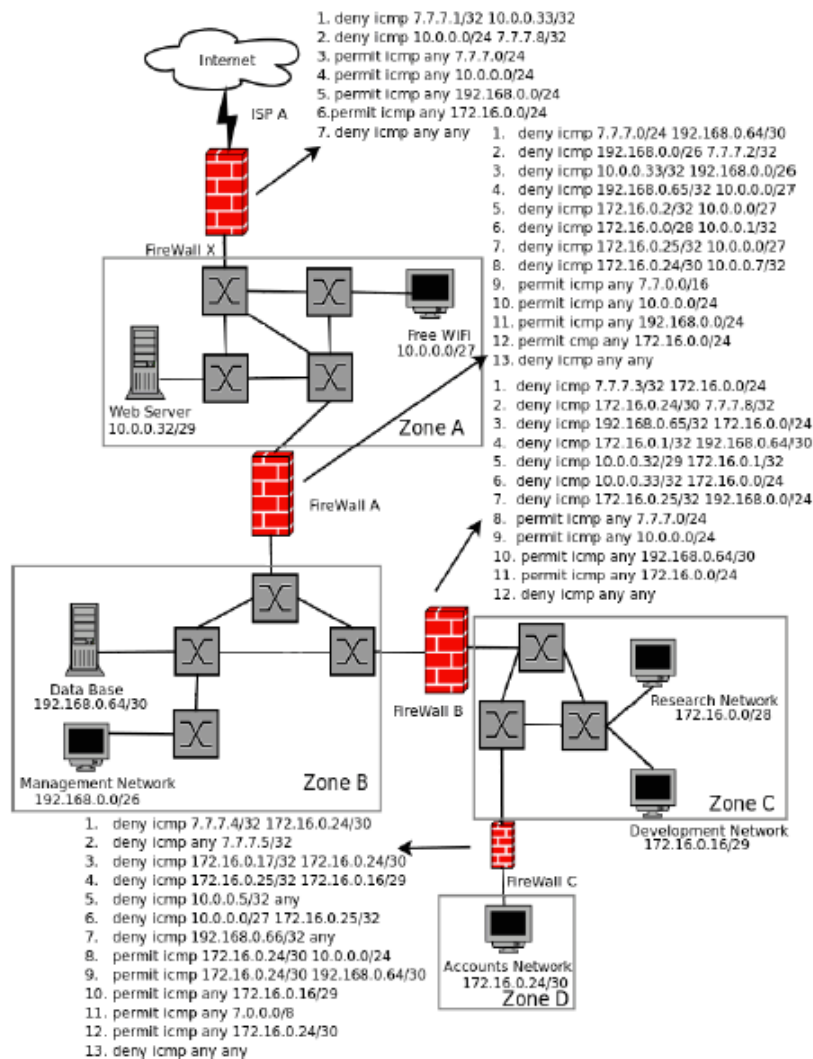 1. deny icmp 7.7.7.1/32 10.0.0.33/32
2. deny icmp 10.0.0.0/24 7.7.7.8/32
3. permit icmp any 7.7.7.0/24
4. permit icmp any 10.0.0.0/24
5. permit icmp any 192.168.0.0/24
6.permit icmp any 172.16.0.0/24
7. deny icmp any any
Internet
ISP A
FireWall X
1. deny icmp 7.7.7.0/24 192.168.0.64/30
2. deny icmp 192.168.0.0/26 7.7.7.2/32
3. deny icmp 10.0.0.33/32 192.168.0.0/26
4. deny icmp 192.168.0.65/32 10.0.0.0/27
5. deny icmp 172.16.0.2/32 10.0.0.0/27
6. deny icmp 172.16.0.0/28 10.0.0.1/32
7. deny icmp 172.16.0.25/32 10.0.0.0/27
8. deny icmp 172.16.0.24/30 10.0.0.7/32
9. permit icmp any 7.7.0.0/16
10. permit icmp any 10.0.0.0/24
11. permit icmp any 192.168.0.0/24
12. permit cmp any 172.16.0.0/24
13. deny icmp any any
Free WiFi
10.0.0.0/27
Web Server
10.0.0.32/29
Zone A
FireWall A
1. deny icmp 7.7.7.3/32 172.16.0.0/24
2. deny icmp 172.16.0.24/30 7.7.7.8/32
3. deny icmp 192.168.0.65/32 172.16.0.0/24
4. deny icmp 172.16.0.1/32 192.168.0.64/30
5. deny icmp 10.0.0.32/29 172.16.0.1/32
6. deny icmp 10.0.0.33/32 172.16.0.0/24
7. deny icmp 172.16.0.25/32 192.168.0.0/24
8. permit icmp any 7.7.7.0/24
9. permit icmp any 10.0.0.0/24
10. permit icmp any 192.168.0.64/30
11. permit icmp any 172.16.0.0/24
12. deny icmp any any
Data Base
192.168.0.64/30
Management Network
192.168.0.0/26
Zone B
FireWall B
Research Network
172.16.0.0/28
Zone C
Development Network
172.16.0.16/29
FireWall C
Accounts Network
172.16.0.24/30
Zone D
1. deny icmp 7.7.7.4/32 172.16.0.24/30
2. deny icmp any 7.7.7.5/32
3. deny icmp 172.16.0.17/32 172.16.0.24/30
4. deny icmp 172.16.0.25/32 172.16.0.16/29
5. deny icmp 10.0.0.5/32 any
6. deny icmp 10.0.0.0/27 172.16.0.25/32
7. deny icmp 192.168.0.66/32 any
8. permit icmp 172.16.0.24/30 10.0.0.0/24
9. permit icmp 172.16.0.24/30 192.168.0.64/30
10. permit icmp any 172.16.0.16/29
11. permit icmp any 7.0.0.0/8
12. permit icmp any 172.16.0.24/30
13. deny icmp any any